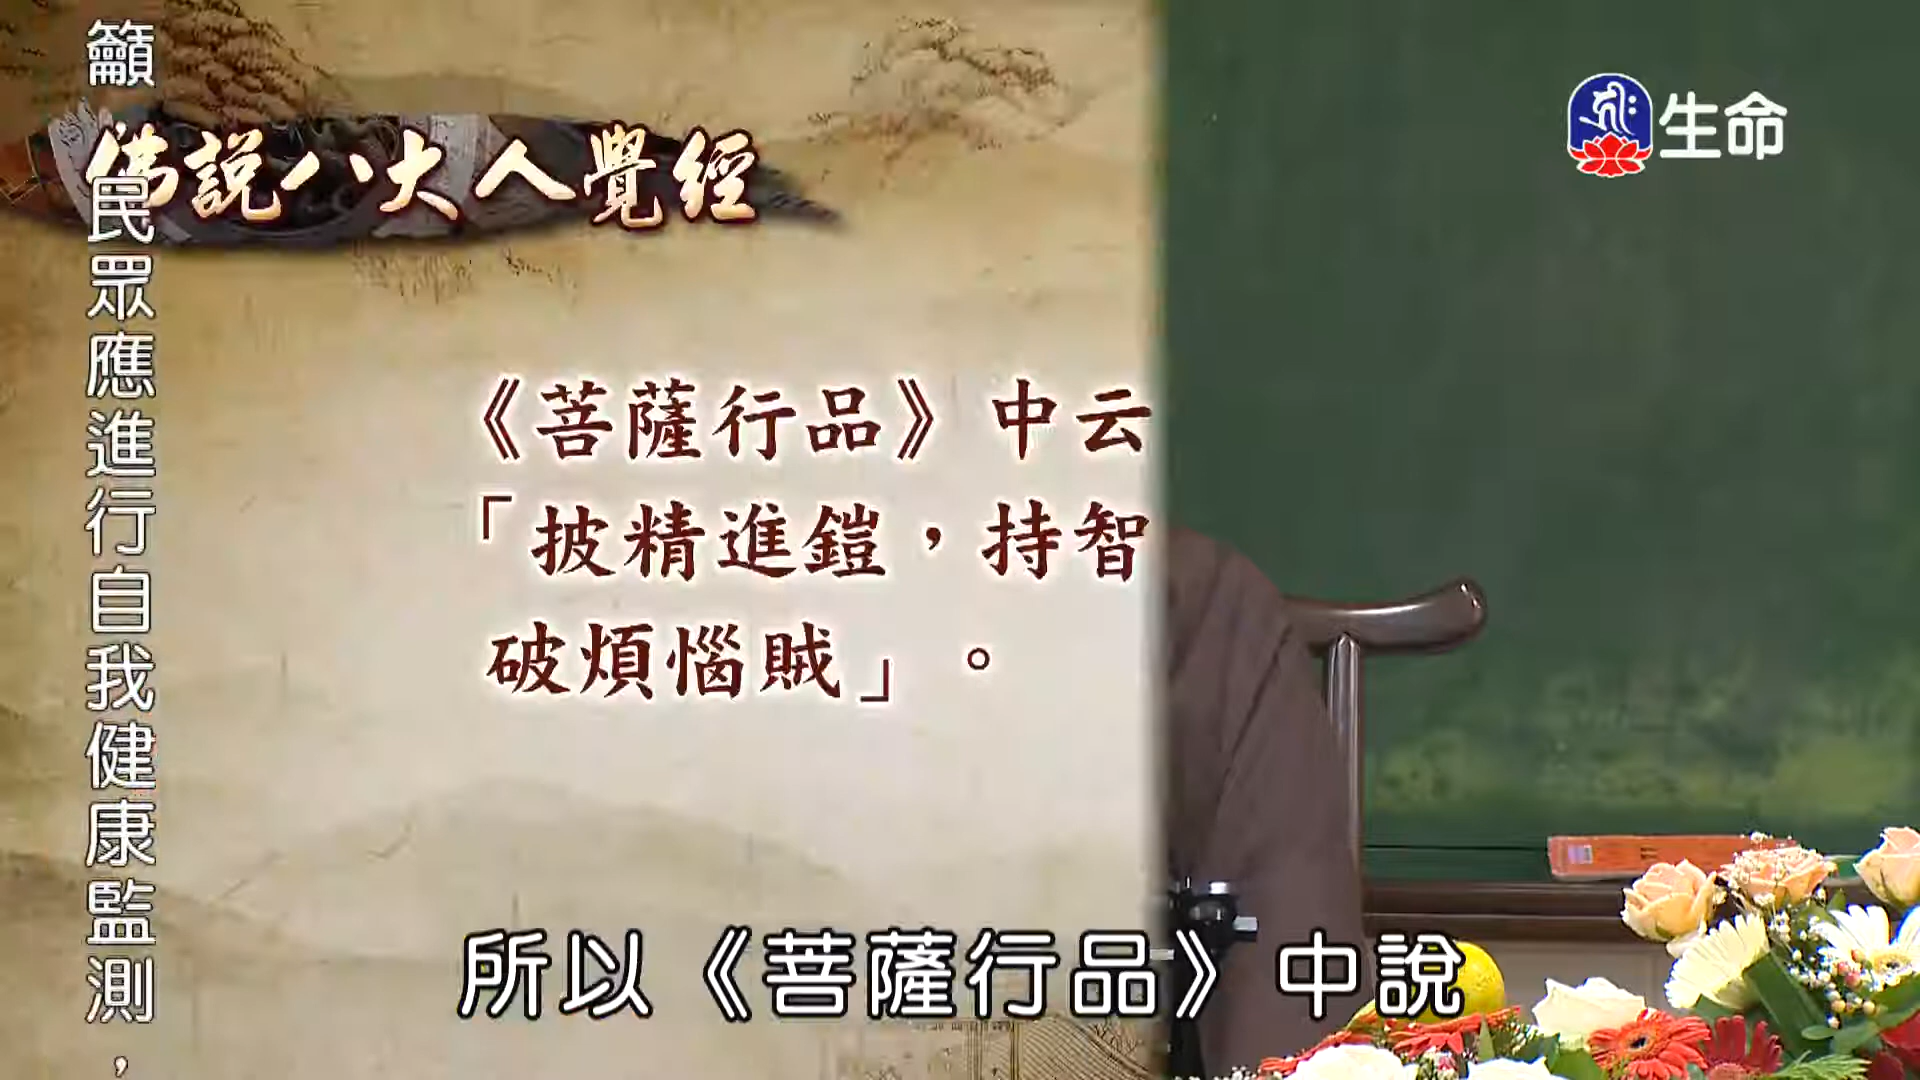 籲
民眾應進行自我健康監測，
佛說八大人覺經
生命
《菩薩行品》中云
「披精進鎧，持智
破煩惱賊」。
所以《菩薩行品》中說